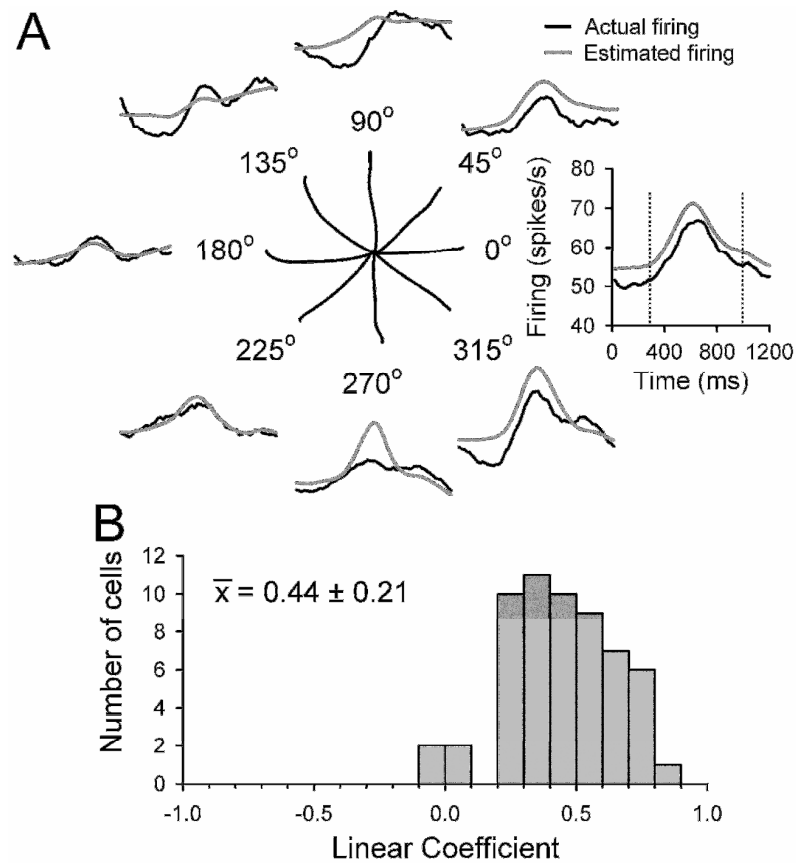 A
Actual firing
Estimated firing
90°
135°
45°
180°
0°
225°
315°
270°
Firing (spikes/s)
80
70
60
50
40
0 400 800 1200
Time (ms)
B
x̅ = 0.44 ± 0.21
Number of cells
12
10
8
6
4
2
0
-1.0 -0.5 0.0 0.5 1.0
Linear Coefficient